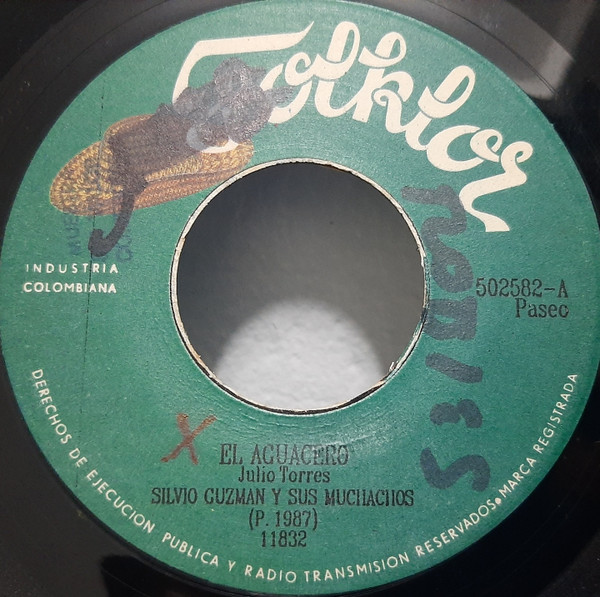 Folklor
INDUSTRIA
COLOMBIANA
502582-A
Pasec
X
EL AGUACERO
Julio Torres
SILVIO GUZMAN Y SUS MUCHACHOS
(P. 1987)
11832
DERECHOS DE EJECUCION PUBLICA Y RADIO TRANSMISION RESERVADOS. MARCA REGISTRADA